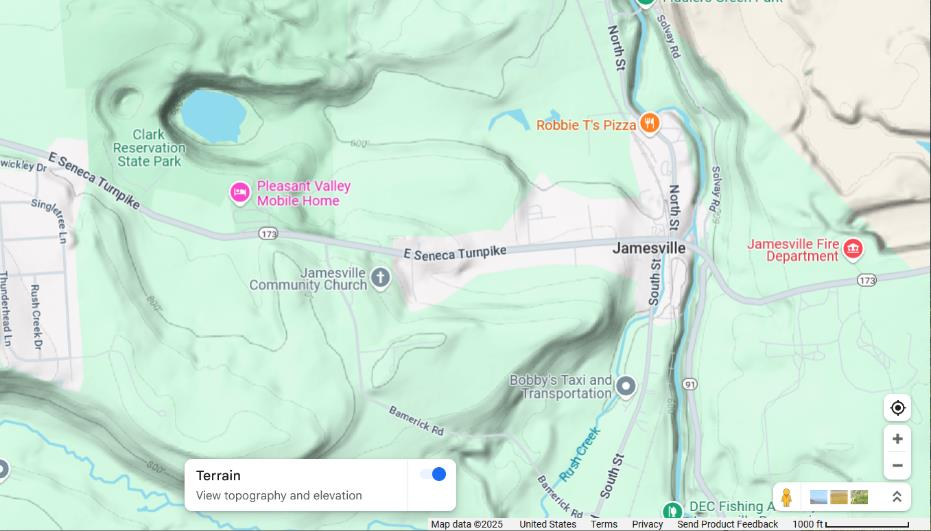 Fiddlers Green Park
North St
Solvay Rd
Robbie T's Pizza
Clark
Reservation
State Park
600
E Seneca Turnpike
wickley Dr
Pleasant Valley
Mobile Home
Singletree Ln
173
North St
Solvay Rd
Jamesville
Jamesville Fire
Department
E Seneca Turnpike
Jamesville
Community Church
173
South St
Thunderhead Ln
Rush Creek Dr
800
Bobby's Taxi and
Transportation
91
Bamerick Rd
Rush Creek
South St
800
Bamerick Rd
Terrain
View topography and elevation
DEC Fishing A
Map data ©2025
United States
Terms
Privacy
Send Product Feedback
1000 ft